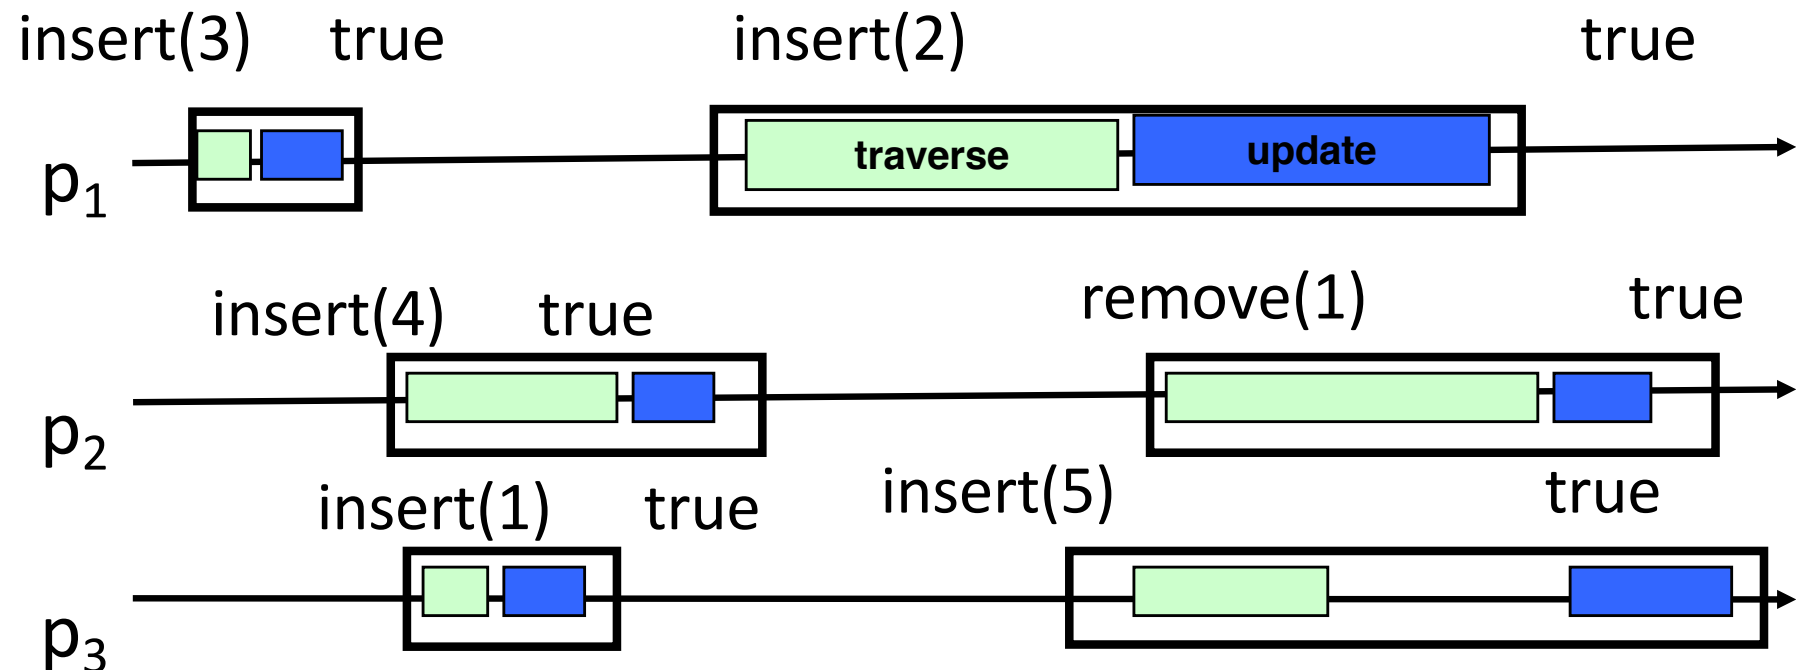 insert(3) true insert(2) true
traverse update
p1
insert(4) true remove(1) true
p2
insert(1) true insert(5) true
p3